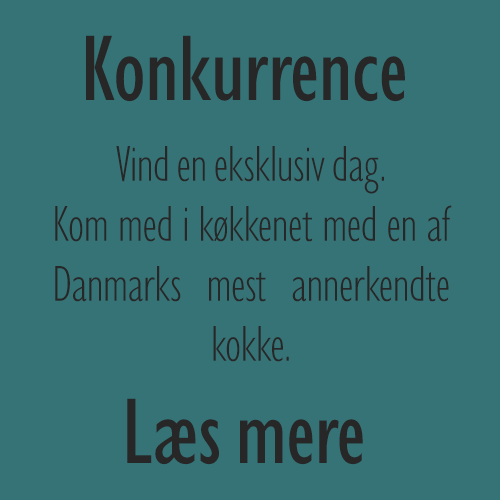 Konkurrence
Vind en eksklusiv dag.
Kom med i køkkenet med en af
Danmarks mest annerkendte
kokke.
Læs mere